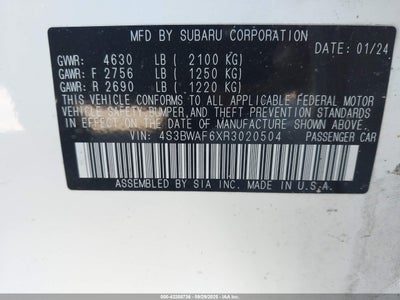 MFD BY SUBARU CORPORATION
DATE: 01/24
GVWR: 4630 LB ( 2100 KG)
GAWR: F 2756 LB ( 1250 KG)
GAWR: R 2690 LB ( 1220 KG)
THIS VEHICLE CONFORMS TO ALL APPLICABLE FEDERAL MOTOR
VEHICLE SAFETY, BUMPER, AND THEFT PREVENTION STANDARDS
IN EFFECT ON THE DATE OF MANUFACTURE SHOWN ABOVE.
VIN: 4S3BWAF6XR3020504 PASSENGER CAR
ASSEMBLED BY SIA INC. MADE IN U.S.A.